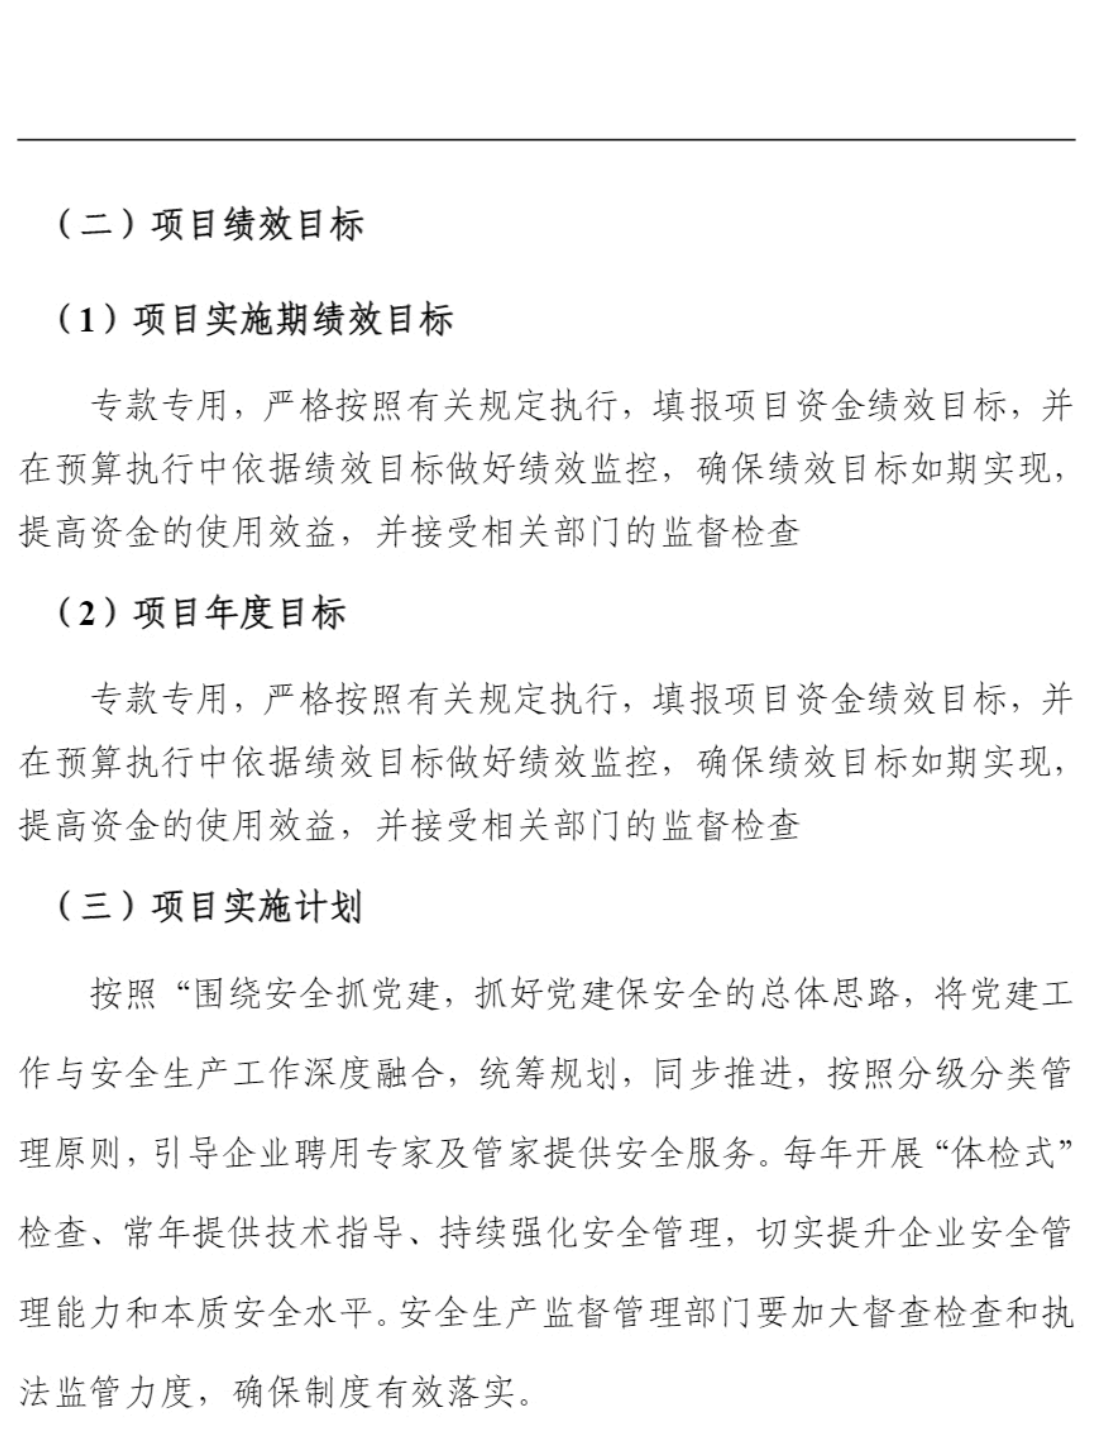 （二）项目绩效目标
（1）项目实施期绩效目标
专款专用，严格按照有关规定执行，填报项目资金绩效目标，并
在预算执行中依据绩效目标做好绩效监控，确保绩效目标如期实现，
提高资金的使用效益，并接受相关部门的监督检查
（2）项目年度目标
专款专用，严格按照有关规定执行，填报项目资金绩效目标，并
在预算执行中依据绩效目标做好绩效监控，确保绩效目标如期实现，
提高资金的使用效益，并接受相关部门的监督检查
（三）项目实施计划
按照“围绕安全抓党建，抓好党建保安全的总体思路，将党建工
作与安全生产工作深度融合，统筹规划，同步推进，按照分级分类管
理原则，引导企业聘用专家及管家提供安全服务。每年开展“体检式”
检查、常年提供技术指导、持续强化安全管理，切实提升企业安全管
理能力和本质安全水平。安全生产监督管理部门要加大督查检查和执
法监管力度，确保制度有效落实。